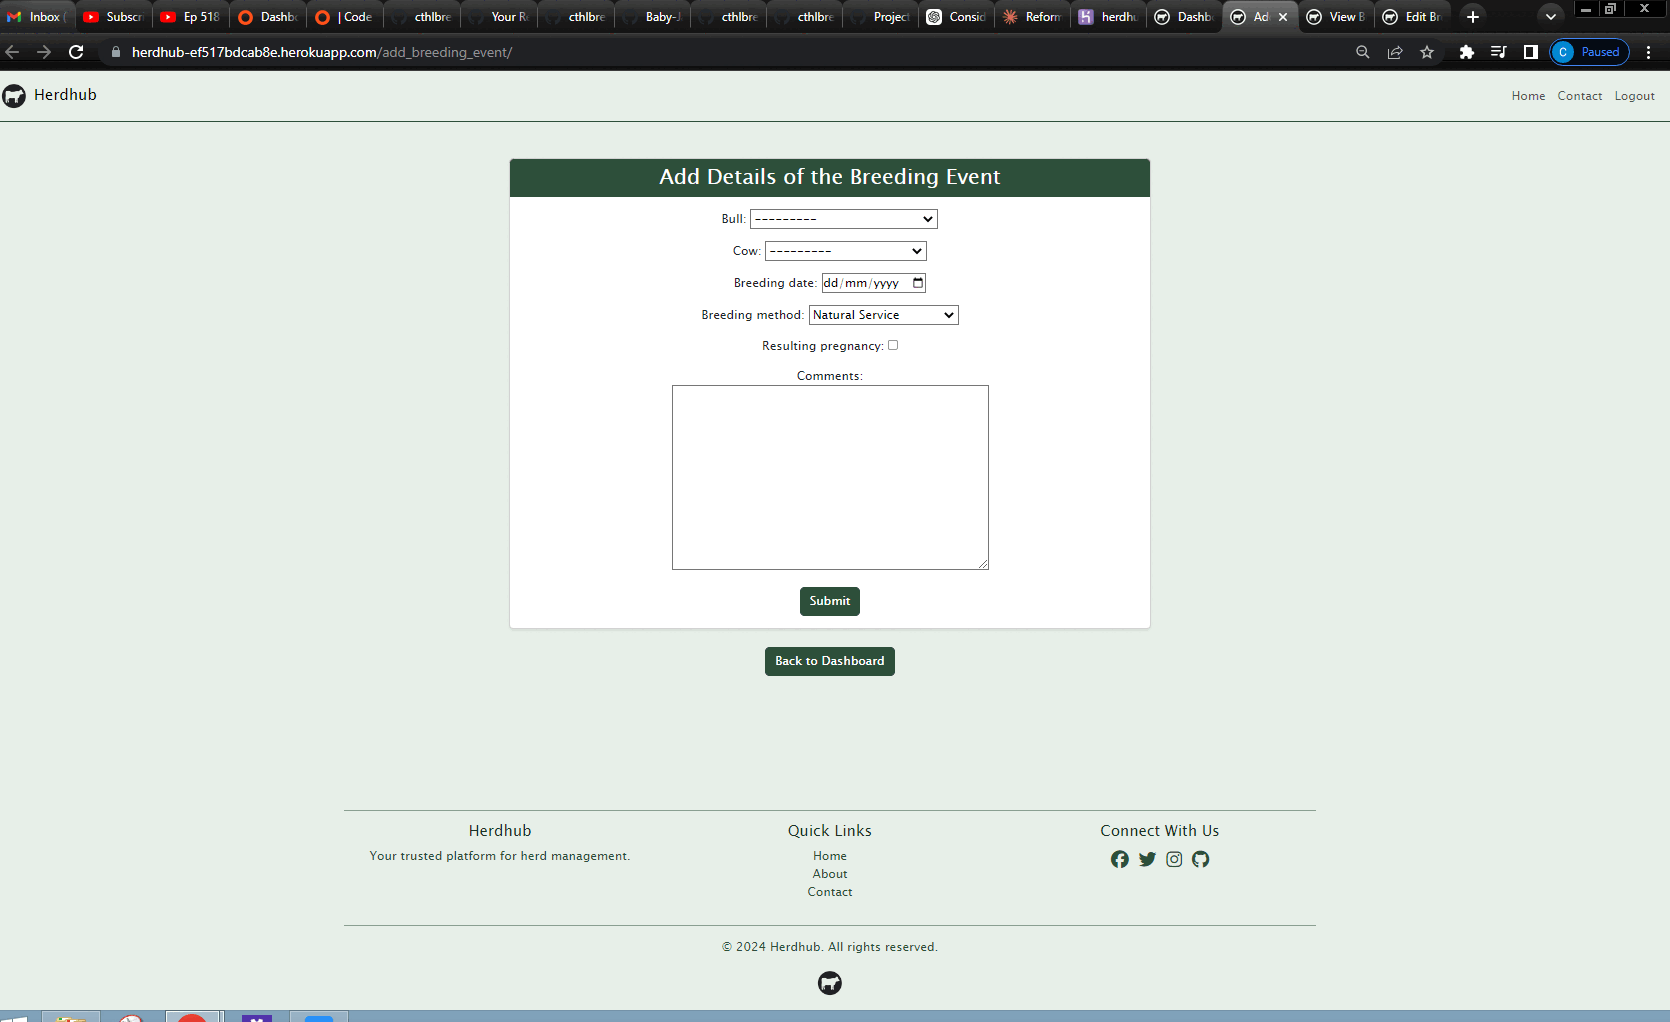 Inbox ( Subscri Ep 518 Dashbo | Code cthlbre Your Re cthlbre Baby-J cthlbre cthlbre Project Consid Reform herdhu Dashb Ad View B Edit Br
herdhub-ef517bdcab8e.herokuapp.com/add_breeding_event/
C Paused
Herdhub
Home Contact Logout
Add Details of the Breeding Event
Bull: ---------
Cow: ---------
Breeding date: dd/mm/yyyy
Breeding method: Natural Service
Resulting pregnancy:
Comments:
Submit
Back to Dashboard
Herdhub
Your trusted platform for herd management.
Quick Links
Home
About
Contact
Connect With Us
© 2024 Herdhub. All rights reserved.